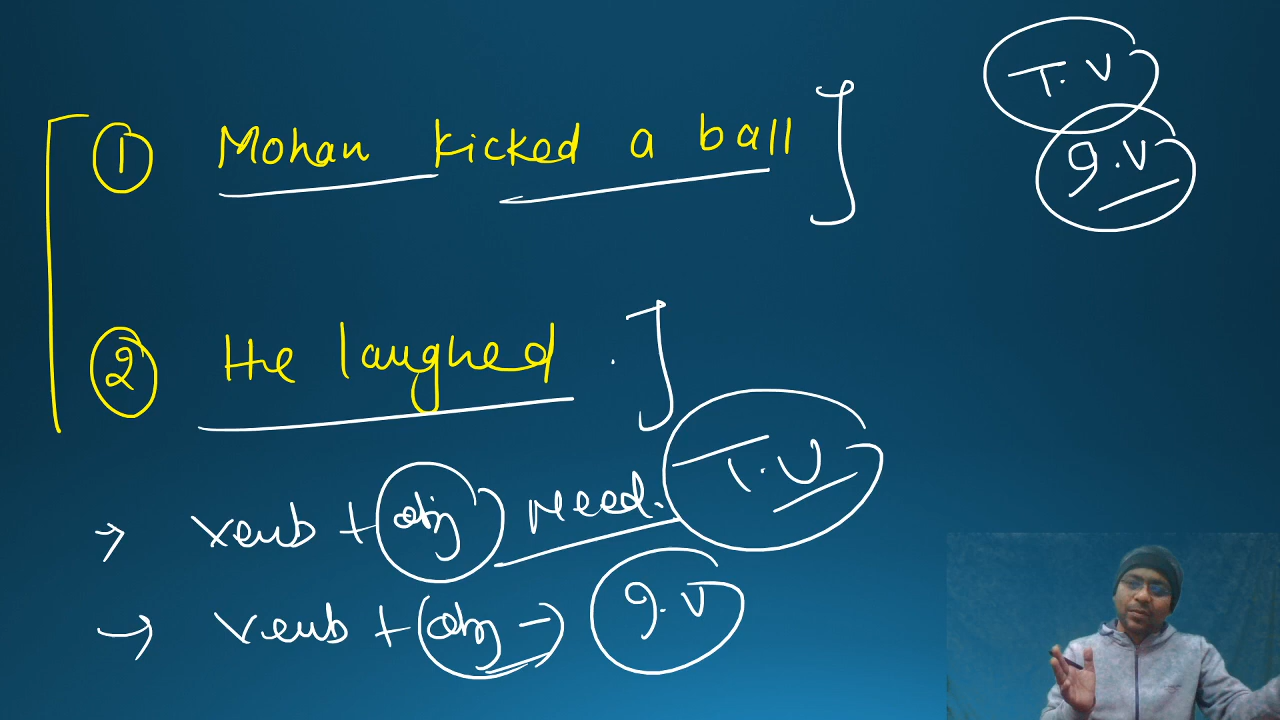 T.V
① Mohan kicked a ball
I.V
② He laughed.
→ verb + obj need. T.V
→ verb + (obj -) I.V